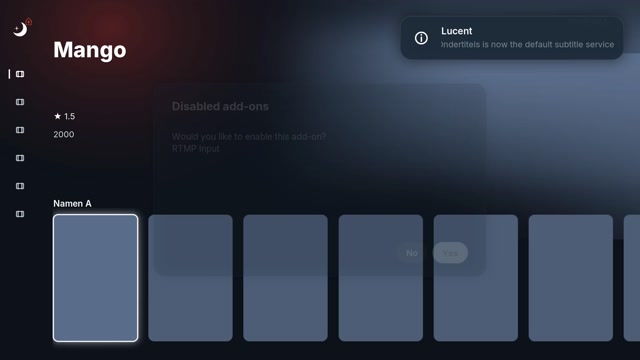 Lucent
Indertitels is now the default subtitle service
Mango
Disabled add-ons
★ 1.5
Would you like to enable this add-on?
2000
RTMP Input
Namen A
No
Yes